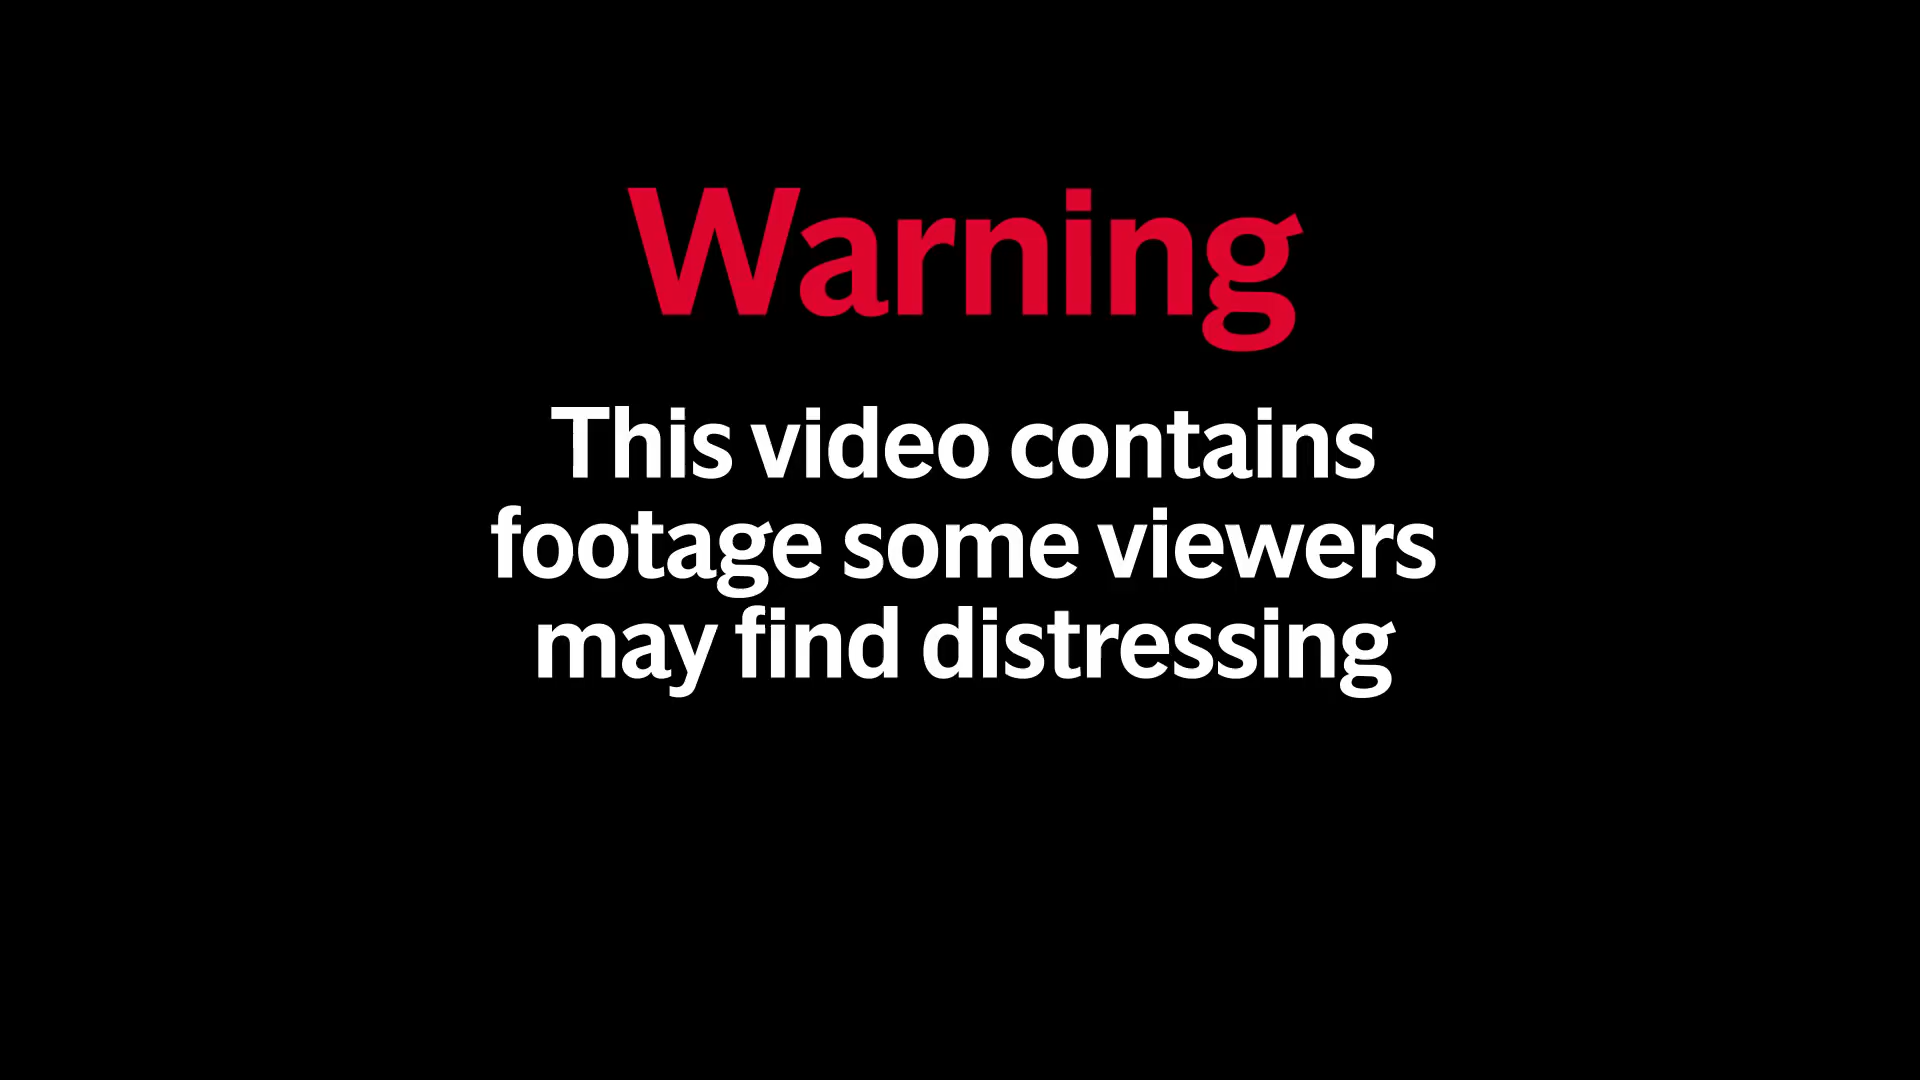 Warning
This video contains
footage some viewers
may find distressing